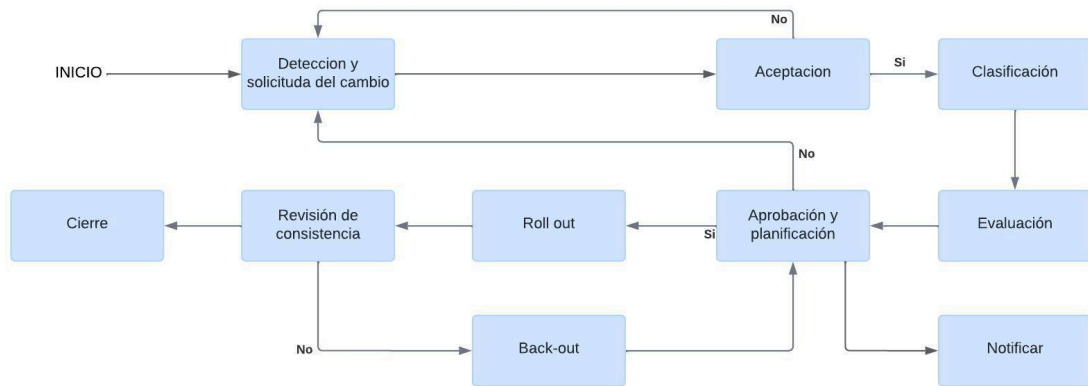 No
INICIO
Deteccion y
solicituda del cambio
Aceptacion
Si
Clasificación
No
Cierre
Revisión de
consistencia
Roll out
Si
Aprobación y
planificación
Evaluación
No
Back-out
Notificar